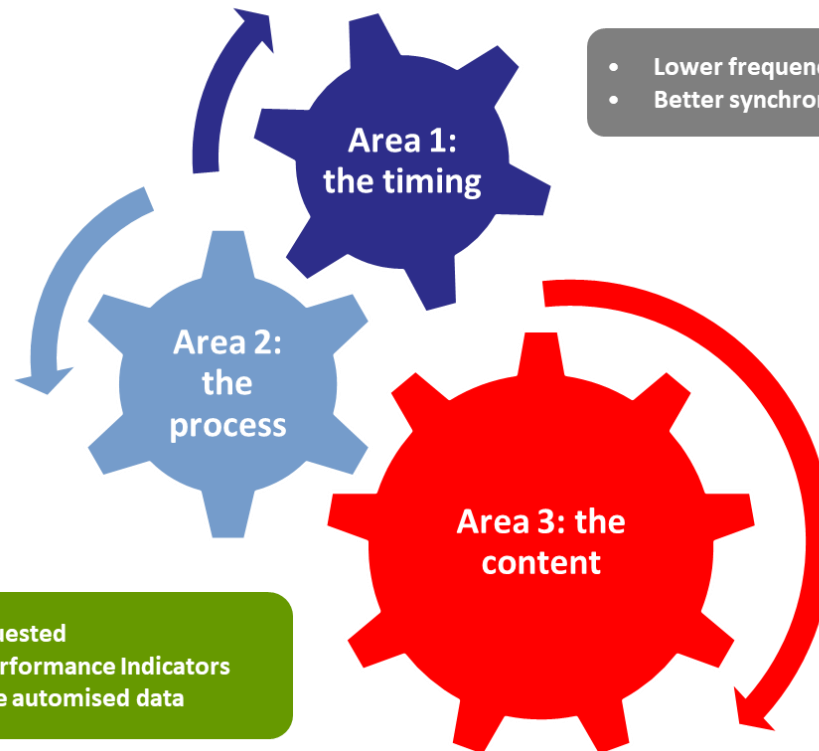 Area 1:
the timing
• Lower frequenc
• Better synchron
Area 2:
the
process
Area 3: the
content
uested
rformance Indicators
e automised data